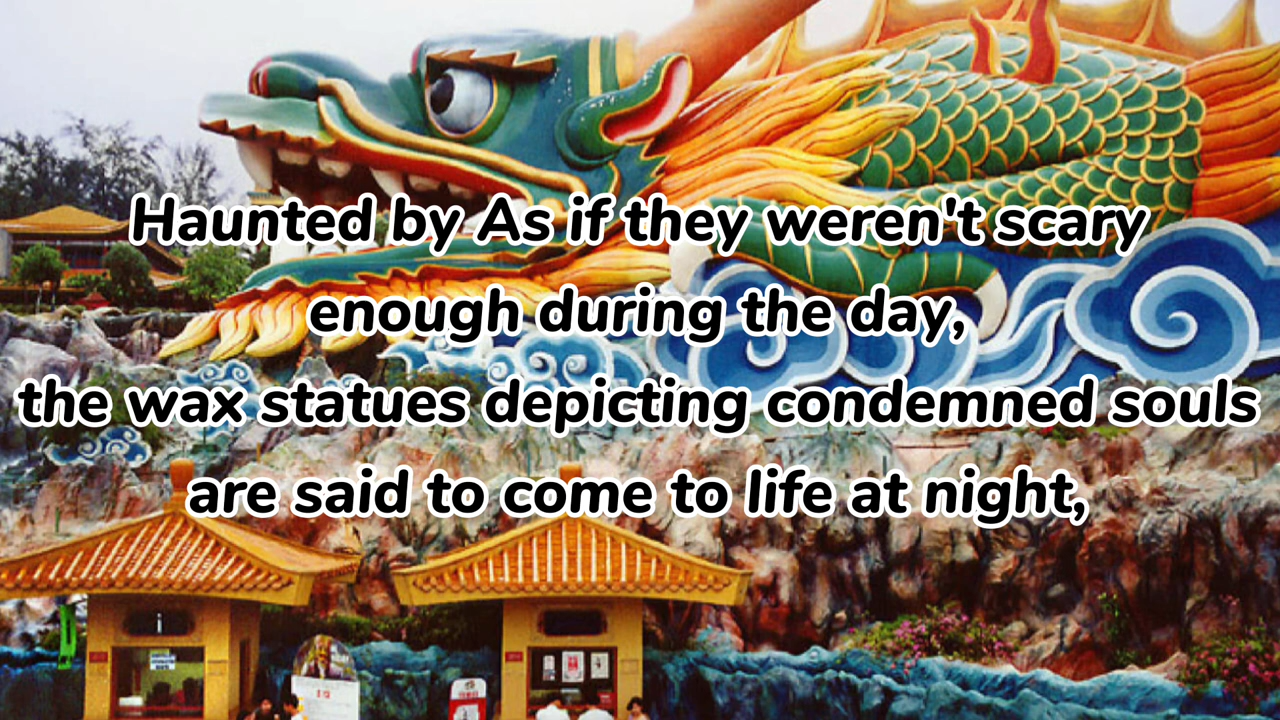 Haunted by As if they weren't scary
enough during the day,
the wax statues depicting condemned souls
are said to come to life at night,
i